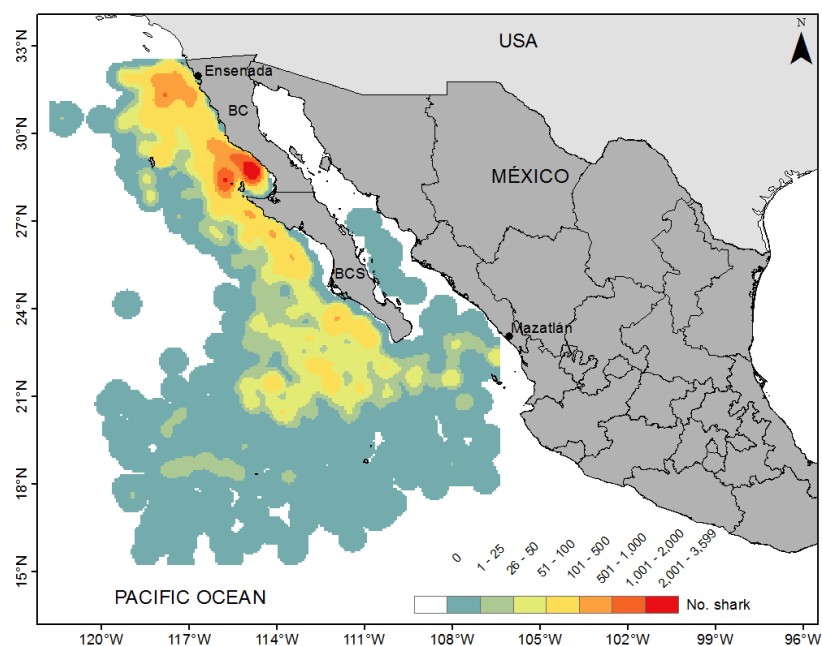 N
33°N
USA
Ensenada
BC
30°N
MÉXICO
27°N
BCS
24°N
Mazatlán
21°N
18°N
0
1 - 25
26 - 50
51 - 100
101 - 500
501 - 1,000
1,001 - 2,000
2,001 - 3,599
15°N
PACIFIC OCEAN
No. shark
120°W 117°W 114°W 111°W 108°W 105°W 102°W 99°W 96°W